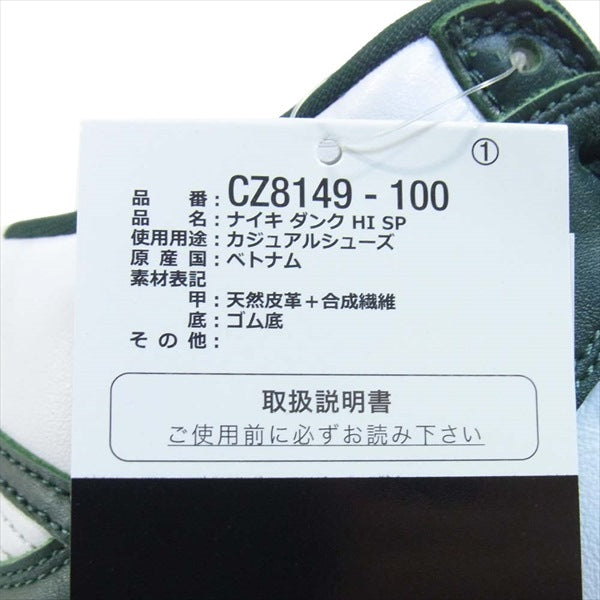 ①
品番：CZ8149 - 100
品名：ナイキ ダンク HI SP
使用用途：カジュアルシューズ
原産国：ベトナム
素材表記
甲：天然皮革＋合成繊維
底：ゴム底
その他：
取扱説明書
ご使用前に必ずお読み下さい